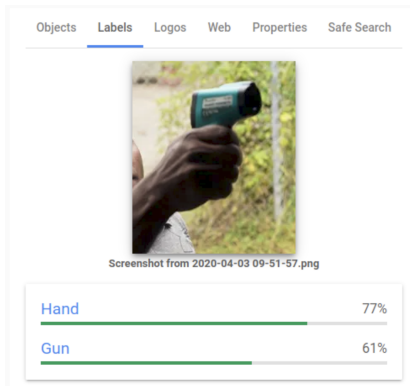 Objects Labels Logos Web Properties Safe Search
Screenshot from 2020-04-03 09-51-57.png
Hand 77%
Gun 61%